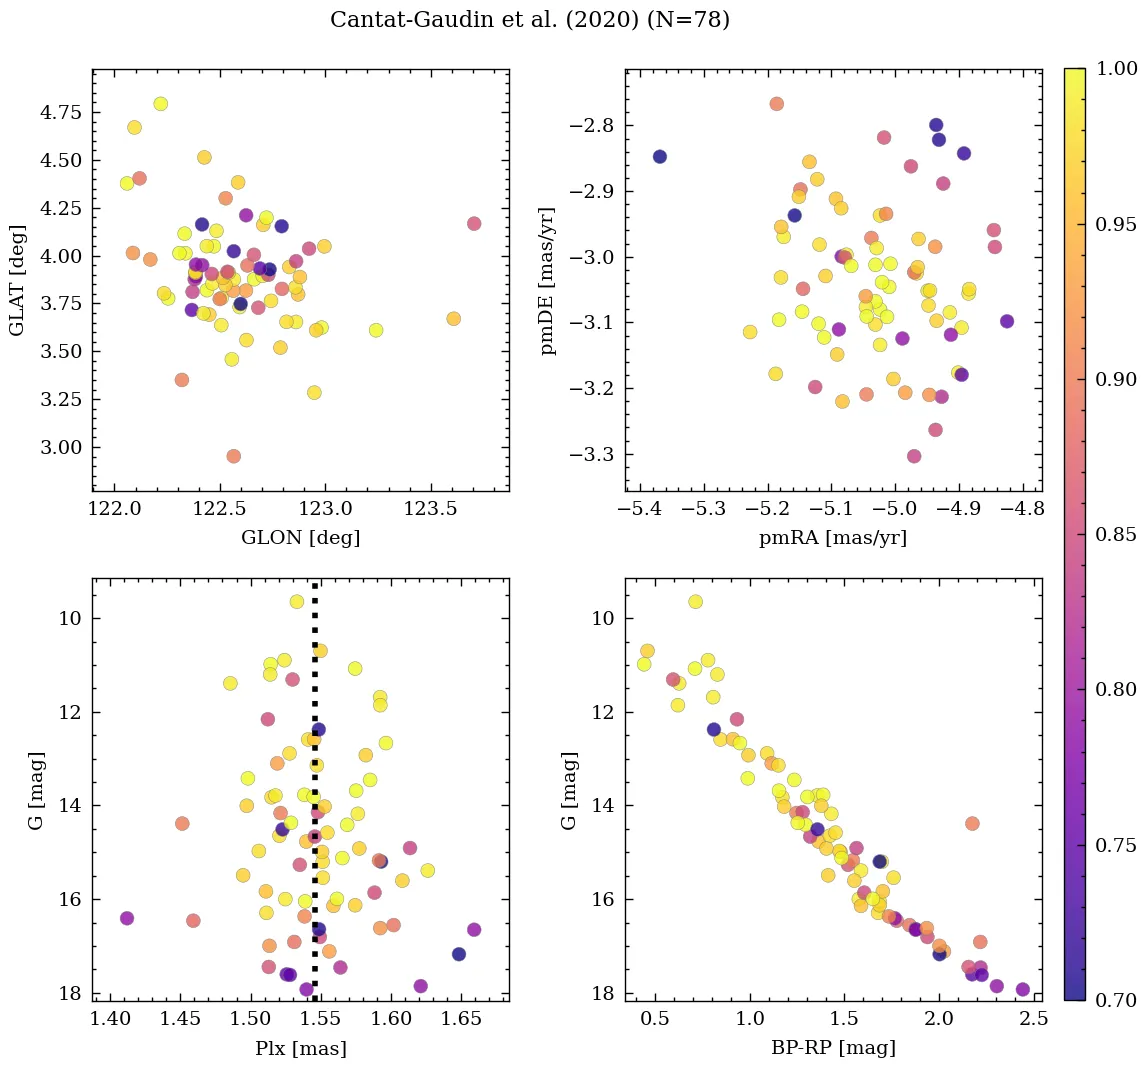 Cantat-Gaudin et al. (2020) (N=78)
4.75
4.50
4.25
4.00
3.75
3.50
3.25
3.00
GLAT [deg]
122.0 122.5 123.0 123.5
GLON [deg]
−2.8
−2.9
−3.0
−3.1
−3.2
−3.3
pmDE [mas/yr]
−5.4 −5.3 −5.2 −5.1 −5.0 −4.9 −4.8
pmRA [mas/yr]
10
12
14
16
18
G [mag]
1.40 1.45 1.50 1.55 1.60 1.65
Plx [mas]
10
12
14
16
18
G [mag]
0.5 1.0 1.5 2.0 2.5
BP-RP [mag]
1.00
0.95
0.90
0.85
0.80
0.75
0.70